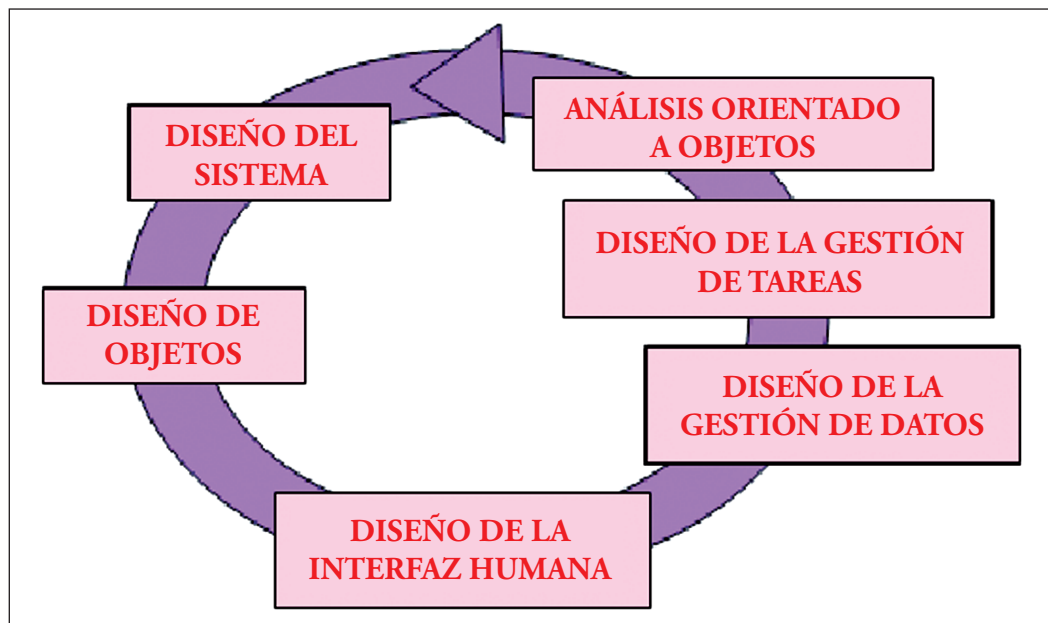 ANÁLISIS ORIENTADO
A OBJETOS
DISEÑO DEL
SISTEMA
DISEÑO DE LA GESTIÓN
DE TAREAS
DISEÑO DE
OBJETOS
DISEÑO DE LA
GESTIÓN DE DATOS
DISEÑO DE LA
INTERFAZ HUMANA